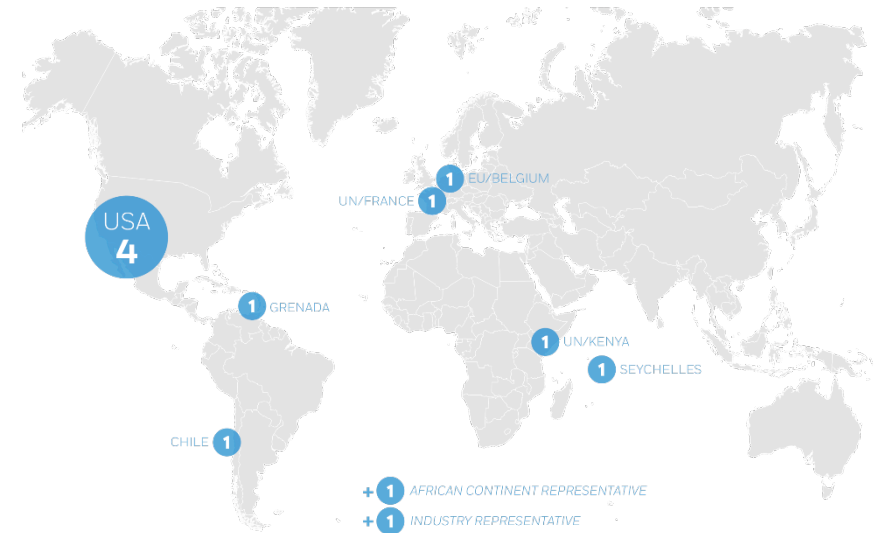 1 EU/BELGIUM
UN/FRANCE 1
USA
4
1 GRENADA
1 UN/KENYA
1 SEYCHELLES
CHILE 1
+ 1 AFRICAN CONTINENT REPRESENTATIVE
+ 1 INDUSTRY REPRESENTATIVE